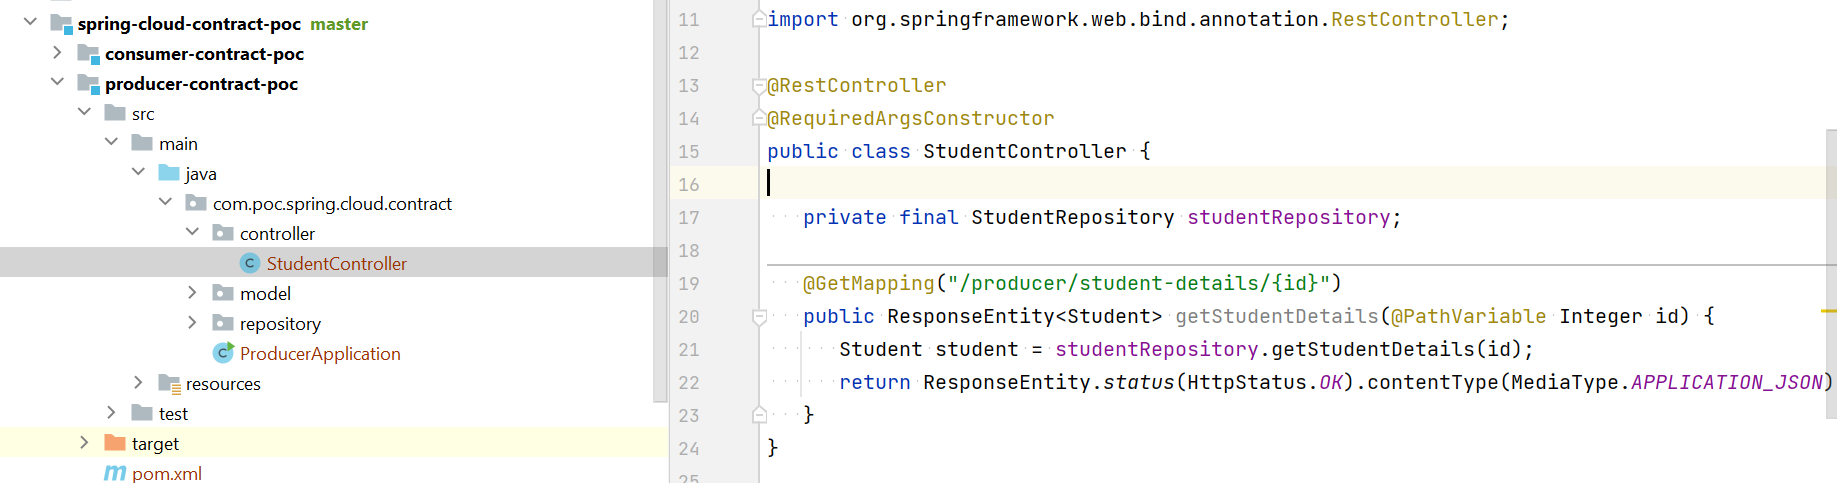 spring-cloud-contract-poc master
consumer-contract-poc
producer-contract-poc
src
main
java
com.poc.spring.cloud.contract
controller
StudentController
model
repository
ProducerApplication
resources
test
target
pom.xml
11 import org.springframework.web.bind.annotation.RestController;
12
13 @RestController
14 @RequiredArgsConstructor
15 public class StudentController {
16
17 private final StudentRepository studentRepository;
18
19 @GetMapping("/producer/student-details/{id}")
20 public ResponseEntity<Student> getStudentDetails(@PathVariable Integer id) {
21 Student student = studentRepository.getStudentDetails(id);
22 return ResponseEntity.status(HttpStatus.OK).contentType(MediaType.APPLICATION_JSON)
23 }
24 }
25